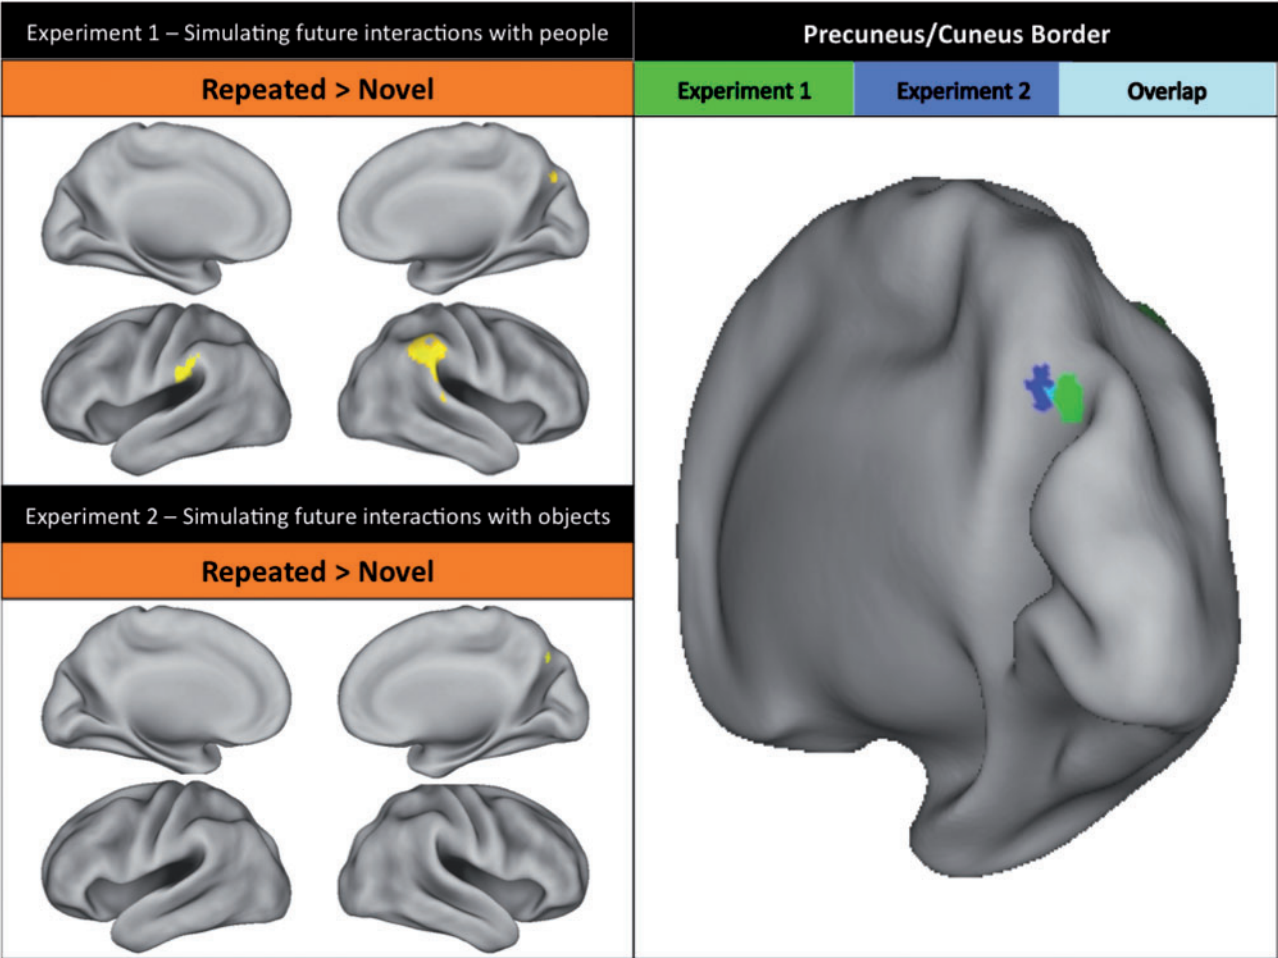 Experiment 1 – Simulating future interactions with people
Repeated > Novel
Experiment 2 – Simulating future interactions with objects
Repeated > Novel
Precuneus/Cuneus Border
Experiment 1
Experiment 2
Overlap